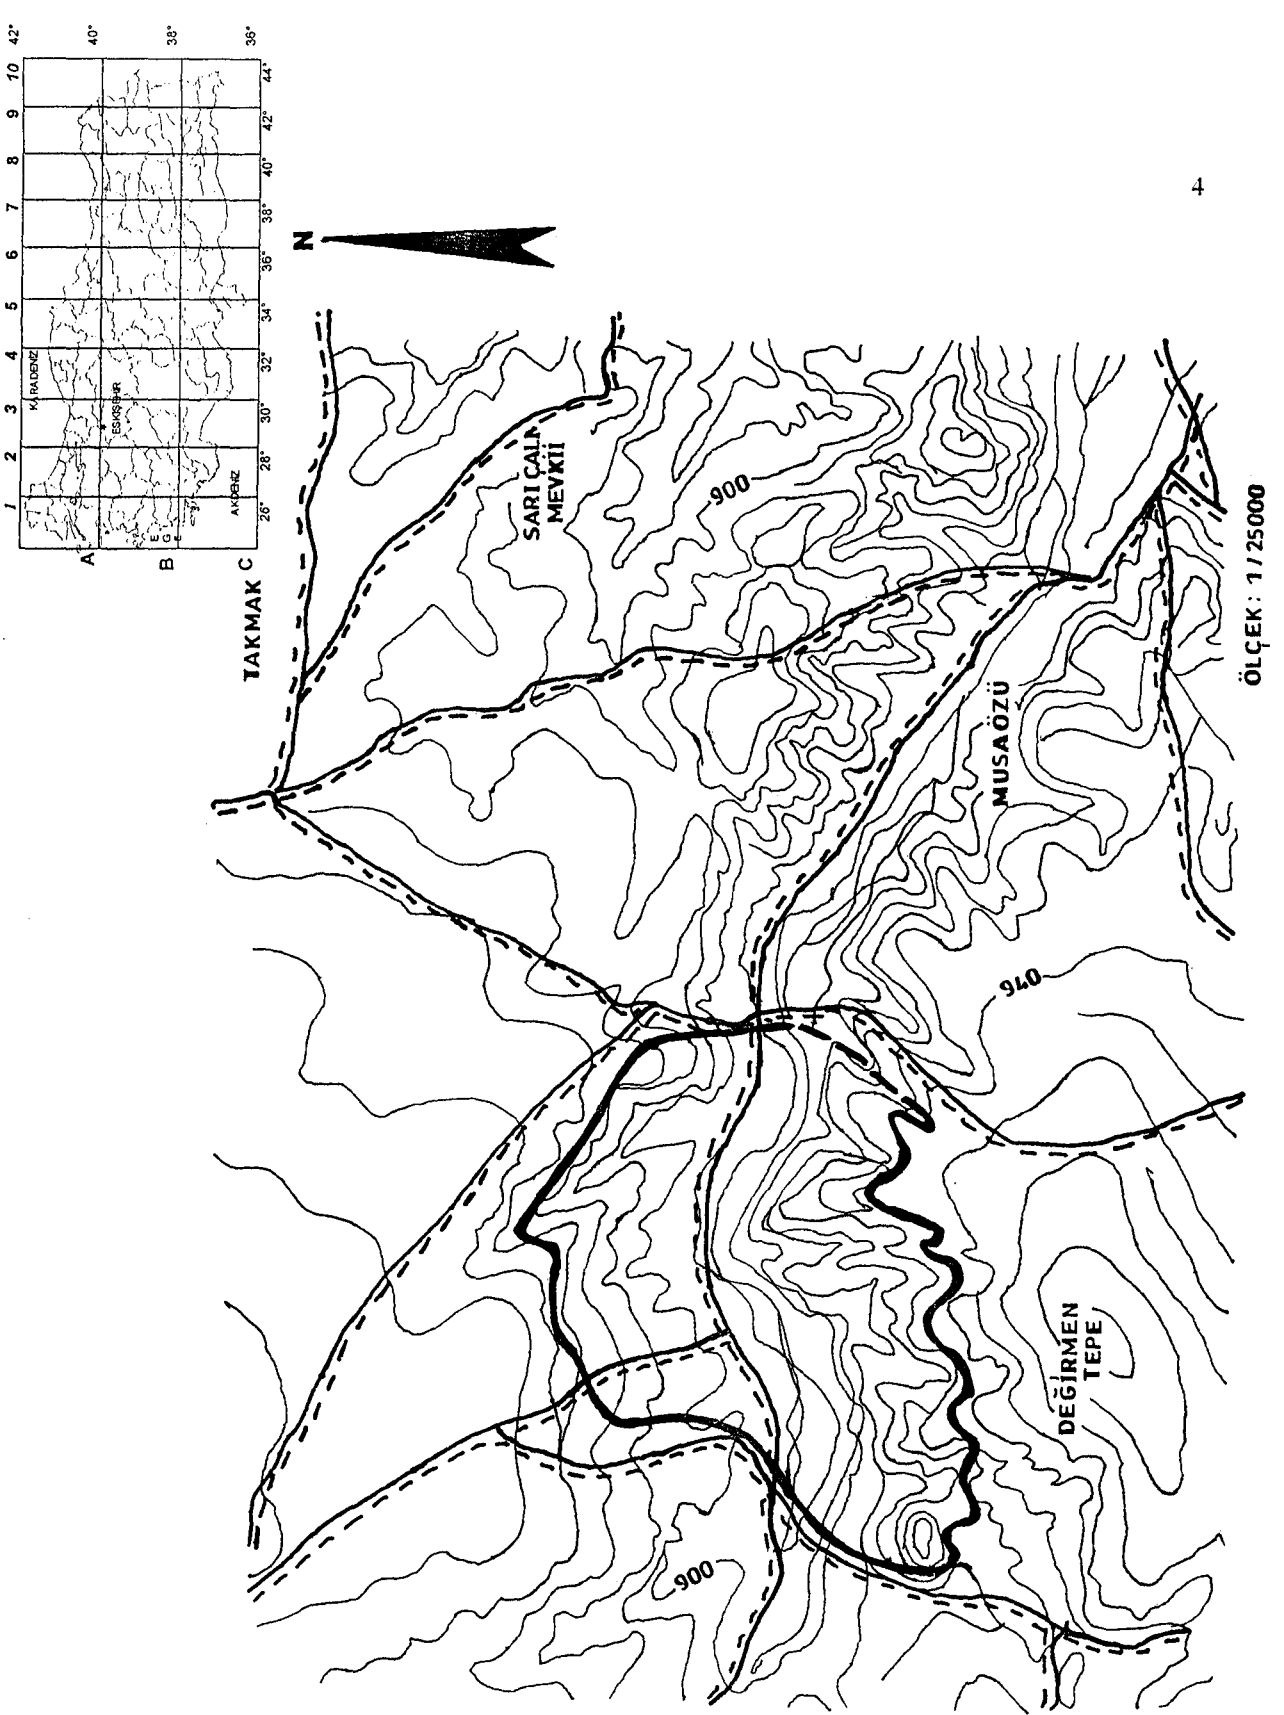 4
42°
40°
38°
36°
1 2 3 4 5 6 7 8 9 10
A
B
C
26° 28° 30° 32° 34° 36° 38° 40° 42° 44°
KARADENİZ
ESKİŞEHİR
EGE
AKDENİZ
N
TAKMAK
SARI ÇALI
MEVKİİ
900
MUSAÖZÜ
940
DEĞİRMEN
TEPE
900
ÖLÇEK: 1/25000